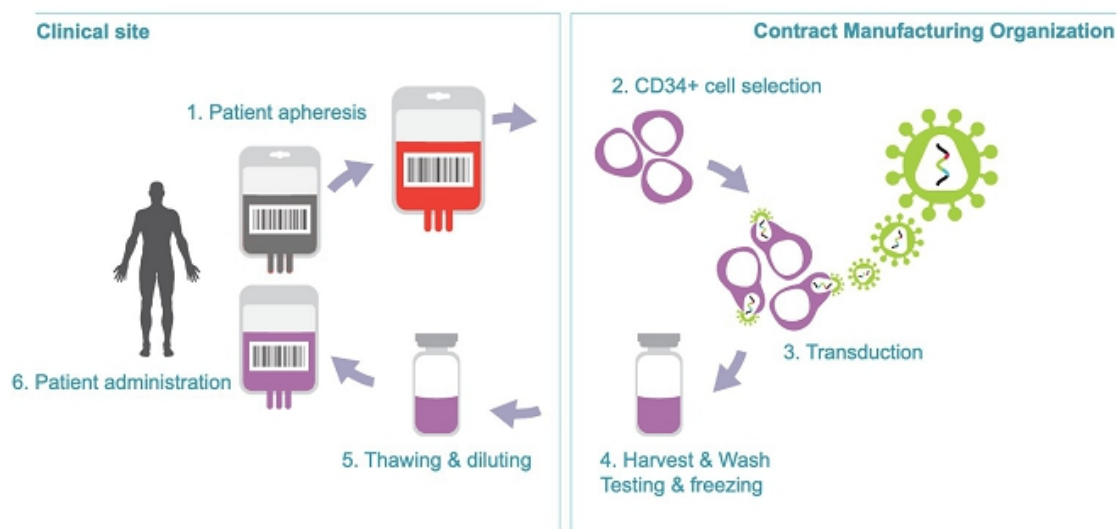 Clinical site
Contract Manufacturing Organization
1. Patient apheresis
2. CD34+ cell selection
3. Transduction
4. Harvest & Wash
Testing & freezing
5. Thawing & diluting
6. Patient administration